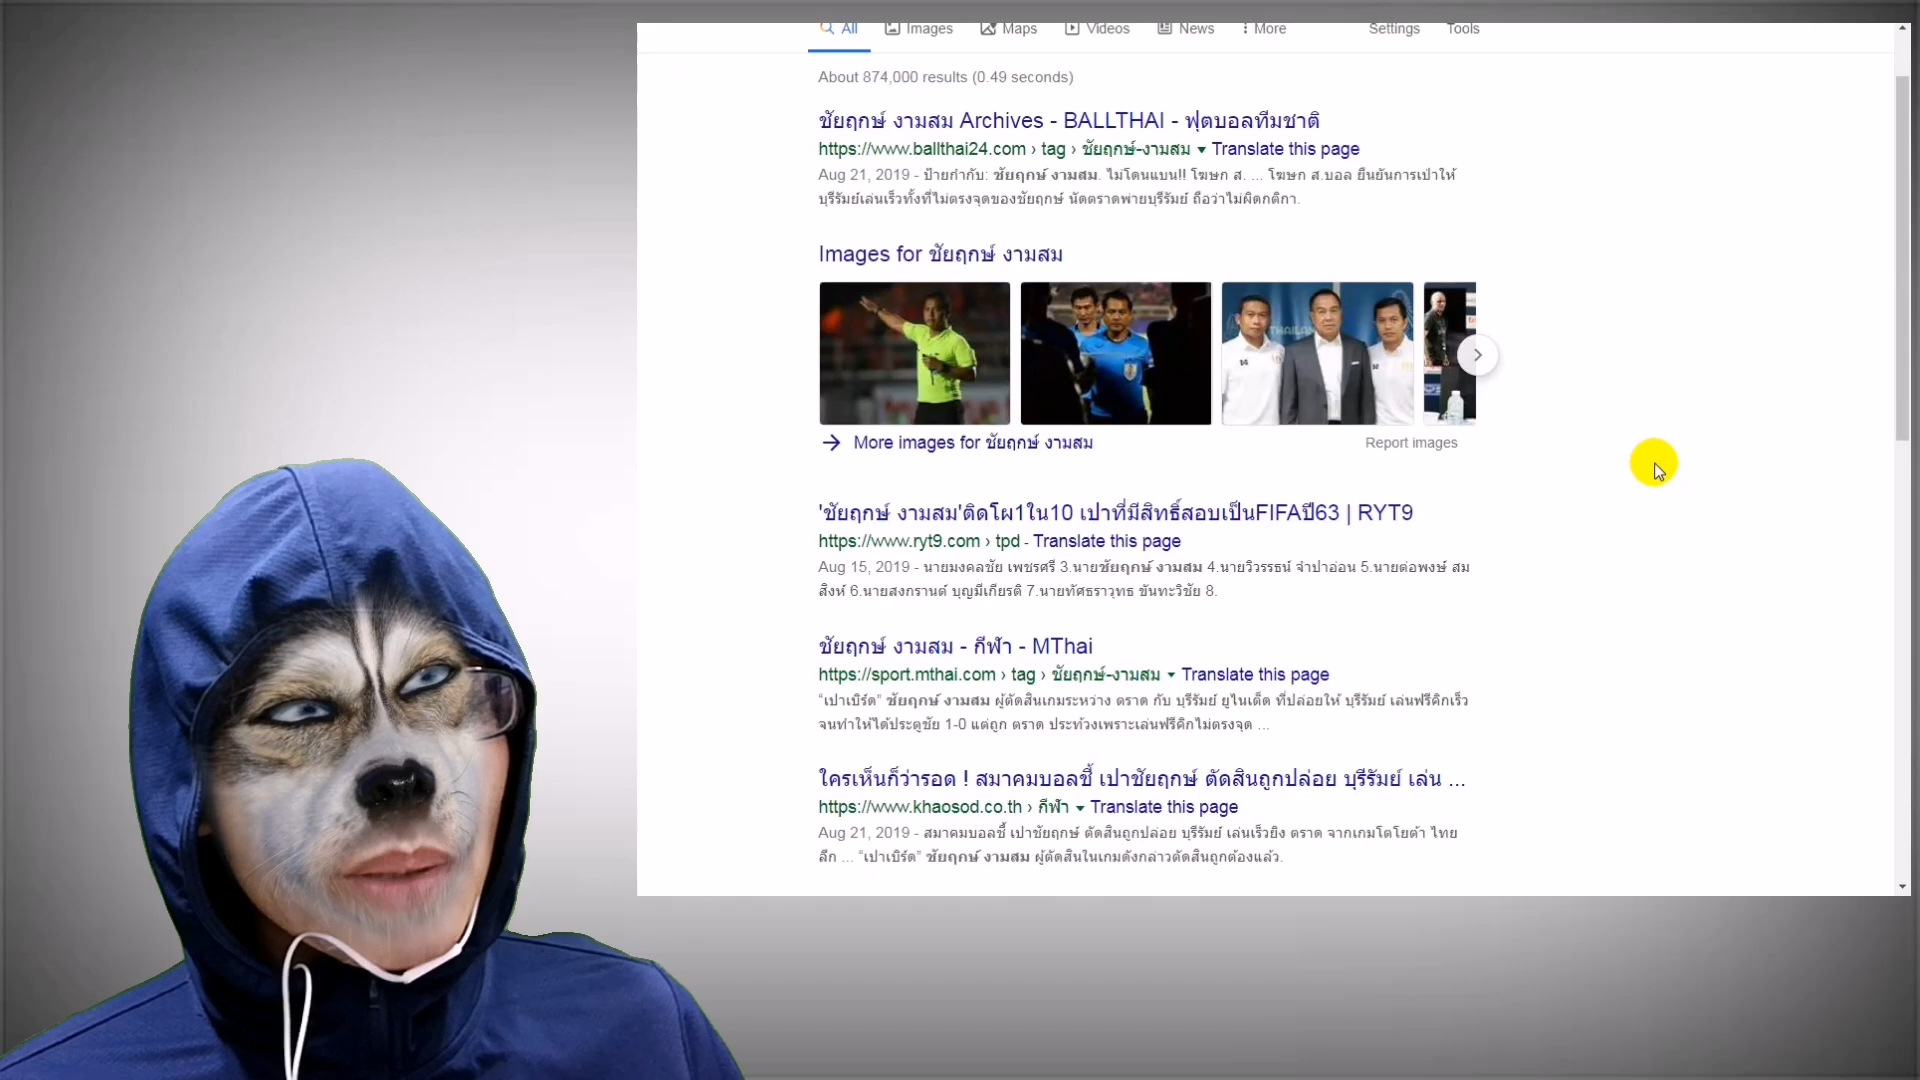 All Images Maps Videos News More Settings Tools
About 874,000 results (0.49 seconds)
ชัยฤกษ์ งามสม Archives - BALLTHAI - ฟุตบอลทีมชาติ
https://www.ballthai24.com › tag › ชัยฤกษ์-งามสม Translate this page
Aug 21, 2019 - ป้ายกำกับ: ชัยฤกษ์ งามสม. ไม่โดนแบน!! โฆษก ส. ... โฆษก ส.บอล ยืนยันการเป่าให้
บุรีรัมย์เล่นเร็วทั้งที่ไม่ตรงจุดของชัยฤกษ์ นัดตราดพ่ายบุรีรัมย์ ถือว่าไม่ผิดกติกา.
Images for ชัยฤกษ์ งามสม
More images for ชัยฤกษ์ งามสม Report images
'ชัยฤกษ์ งามสม'ติดโผ1ใน10 เปาที่มีสิทธิ์สอบเป็นFIFAปี63 | RYT9
https://www.ryt9.com › tpd - Translate this page
Aug 15, 2019 - นายมงคลชัย เพชรศรี 3.นายชัยฤกษ์ งามสม 4.นายวิวรรธน์ จำปาอ่อน 5.นายต่อพงษ์ สม
สิงห์ 6.นายสงกรานต์ บุญมีเกียรติ 7.นายทัศธราวุทธ ขันทะวิชัย 8.
ชัยฤกษ์ งามสม - กีฬา - MThai
https://sport.mthai.com › tag › ชัยฤกษ์-งามสม Translate this page
“เปาเบิร์ด” ชัยฤกษ์ งามสม ผู้ตัดสินเกมระหว่าง ตราด กับ บุรีรัมย์ ยูไนเต็ด ที่ปล่อยให้ บุรีรัมย์ เล่นฟรีคิกเร็ว
จนทำให้ได้ประตูชัย 1-0 แต่ถูก ตราด ประท้วงเพราะเล่นฟรีคิกไม่ตรงจุด ...
ใครเห็นก็ว่ารอด ! สมาคมบอลชี้ เปาชัยฤกษ์ ตัดสินถูกปล่อย บุรีรัมย์ เล่น ...
https://www.khaosod.co.th › กีฬา Translate this page
Aug 21, 2019 - สมาคมบอลชี้ เปาชัยฤกษ์ ตัดสินถูกปล่อย บุรีรัมย์ เล่นเร็วยิง ตราด จากเกมโตโยต้า ไทย
ลีก ... “เปาเบิร์ด” ชัยฤกษ์ งามสม ผู้ตัดสินในเกมดังกล่าวตัดสินถูกต้องแล้ว.